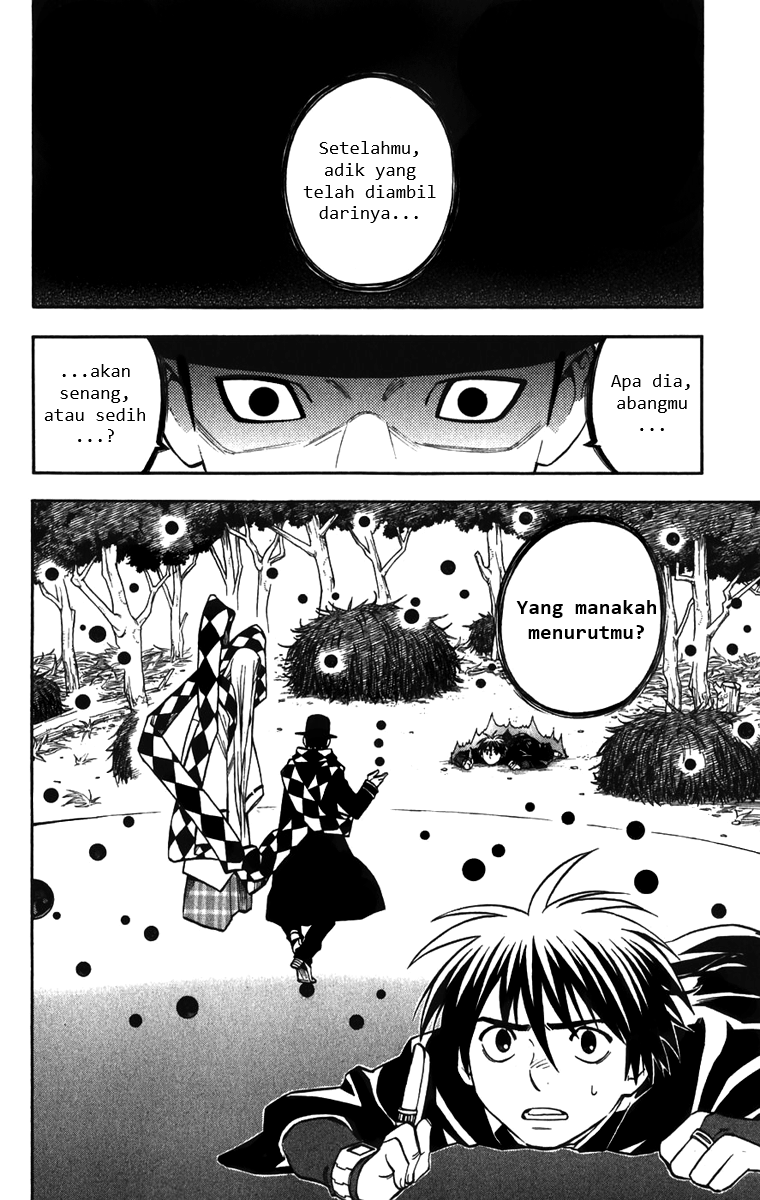 Setelahmu,
adik yang
telah diambil
darinya...
Apa dia,
abangmu
...
...akan
senang,
atau sedih
...?
Yang manakah
menurutmu?